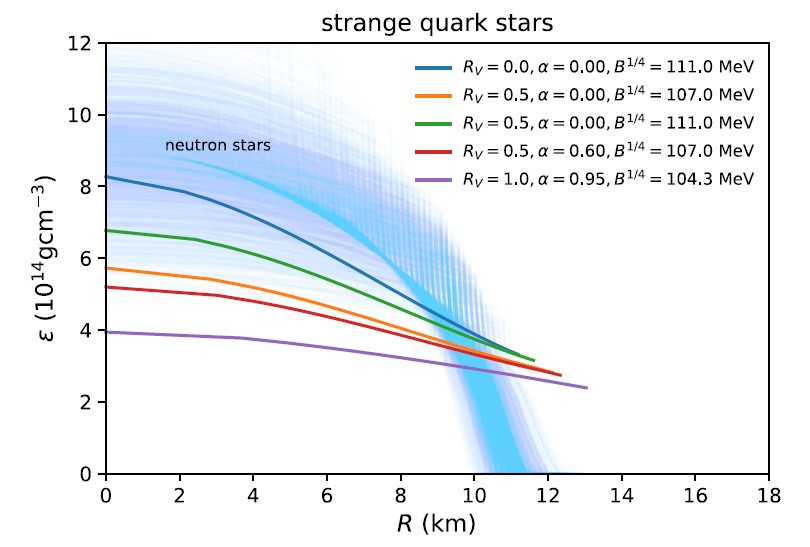 strange quark stars
12
10
8
6
4
2
0
ε (10¹⁴gcm⁻³)
neutron stars
R_V = 0.0, α = 0.00, B^{1/4} = 111.0 MeV
R_V = 0.5, α = 0.00, B^{1/4} = 107.0 MeV
R_V = 0.5, α = 0.00, B^{1/4} = 111.0 MeV
R_V = 0.5, α = 0.60, B^{1/4} = 107.0 MeV
R_V = 1.0, α = 0.95, B^{1/4} = 104.3 MeV
0 2 4 6 8 10 12 14 16 18
R (km)